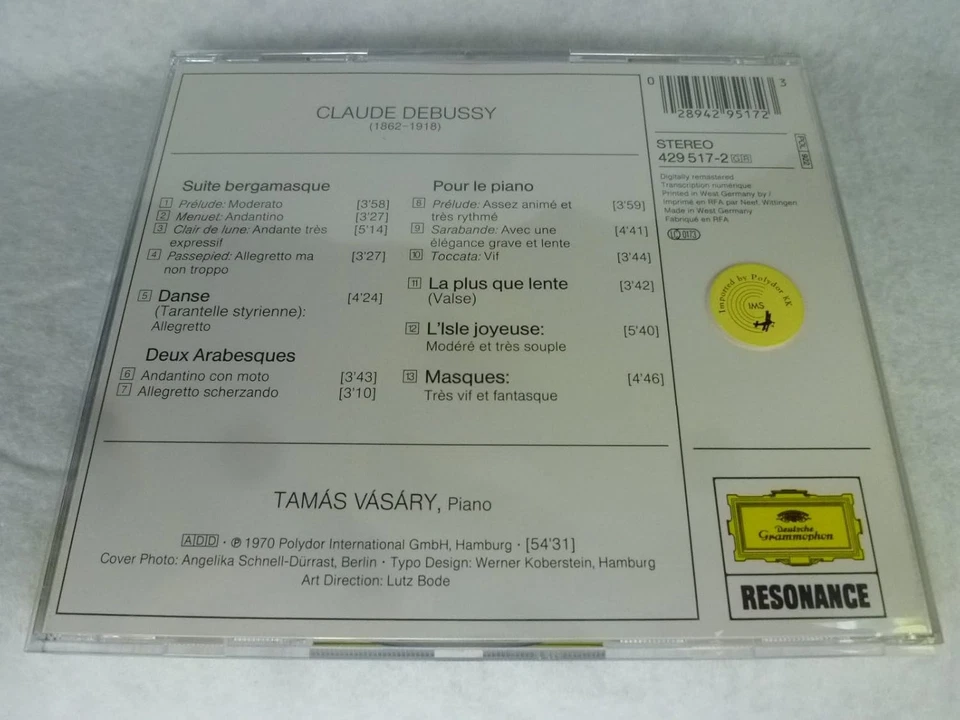 CLAUDE DEBUSSY
(1862-1918)
Suite bergamasque
1 Prélude: Moderato [3'58]
2 Menuet: Andantino [3'27]
3 Clair de lune: Andante très [5'14]
expressif
4 Passepied: Allegretto ma [3'27]
non troppo
5 Danse [4'24]
(Tarantelle styrienne):
Allegretto
Deux Arabesques
6 Andantino con moto [3'43]
7 Allegretto scherzando [3'10]
Pour le piano
8 Prélude: Assez animé et [3'59]
très rythmé
9 Sarabande: Avec une [4'41]
élégance grave et lente
10 Toccata: Vif [3'44]
11 La plus que lente [3'42]
(Valse)
12 L'Isle joyeuse: [5'40]
Modéré et très souple
13 Masques: [4'46]
Très vif et fantasque
TAMÁS VÁSÁRY, Piano
ADD · ℗ 1970 Polydor International GmbH, Hamburg · [54'31]
Cover Photo: Angelika Schnell-Dürrast, Berlin · Typo Design: Werner Koberstein, Hamburg
Art Direction: Lutz Bode
0 28942 95172 3
STEREO
429 517-2 GR
Digitally remastered
Transcription numérique
Printed in West Germany by /
Imprimé en RFA par Neef, Wittingen
Made in West Germany
Fabriqué en RFA
LC 0173
Imported by Polydor KK
IMS
Deutsche
Grammophon
RESONANCE